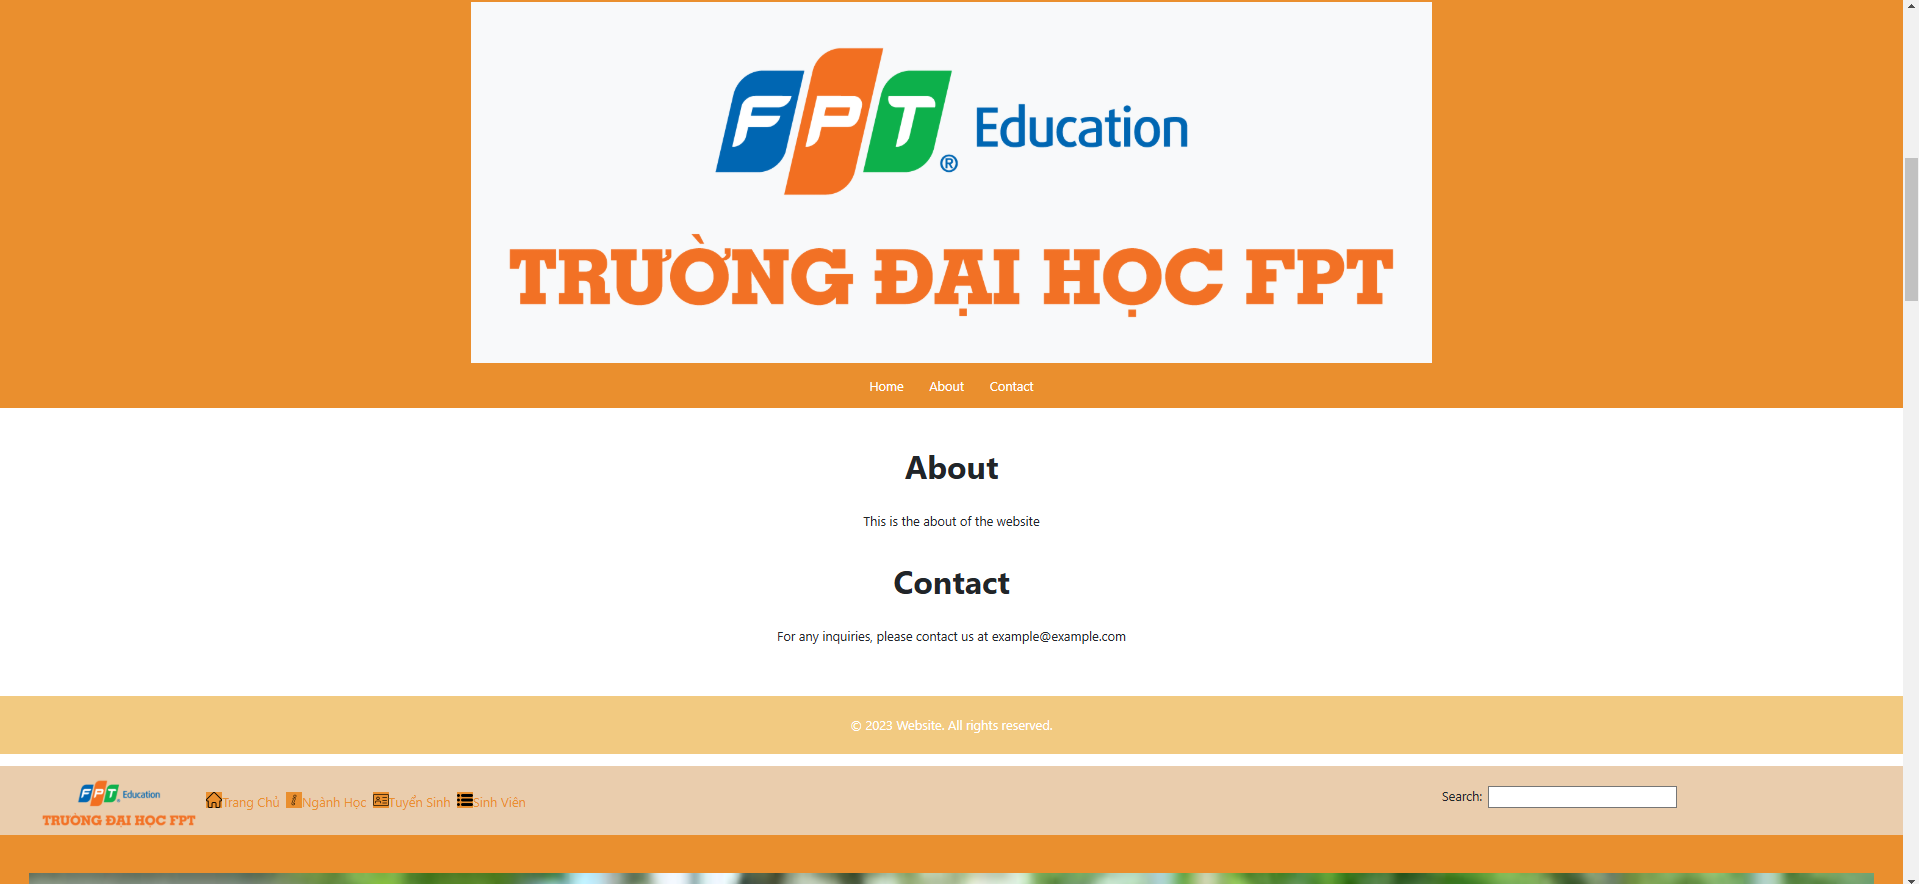 FPT® Education
TRƯỜNG ĐẠI HỌC FPT
Home About Contact
About
This is the about of the website
Contact
For any inquiries, please contact us at example@example.com
© 2023 Website. All rights reserved.
FPT® Education
TRƯỜNG ĐẠI HỌC FPT
Trang Chủ Ngành Học Tuyển Sinh Sinh Viên
Search: